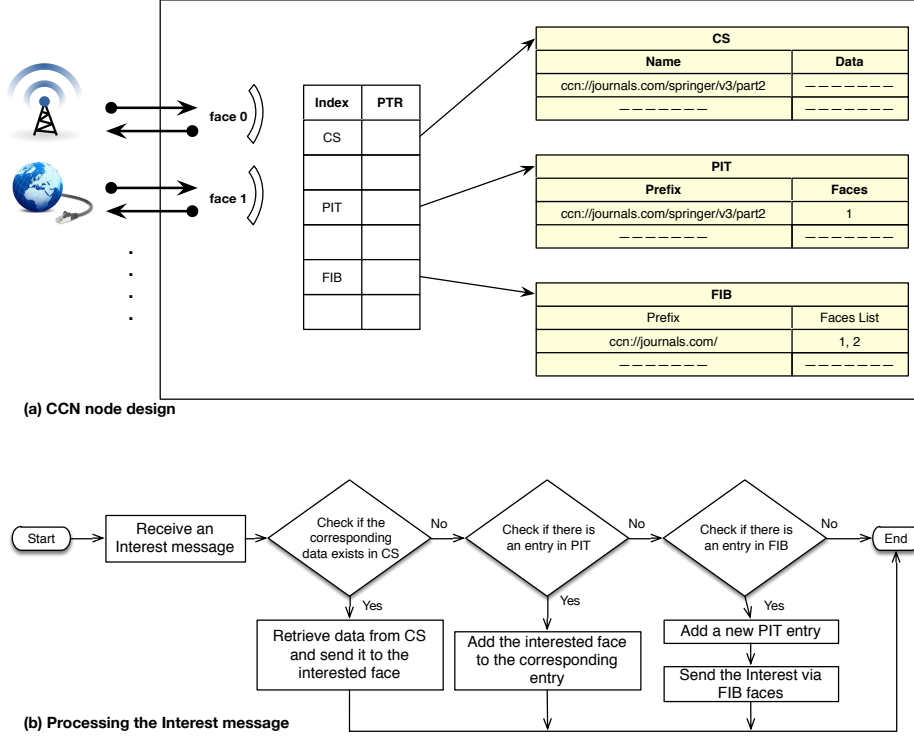 CS
Name Data
ccn://journals.com/springer/v3/part2 — — — — — — —
— — — — — — — — — — — — — —
face 0
Index PTR
CS
face 1
PIT
Prefix Faces
ccn://journals.com/springer/v3/part2 1
— — — — — — — — — — — — — —
PIT
FIB
FIB
Prefix Faces List
ccn://journals.com/ 1, 2
— — — — — — — — — — — — — —
(a) CCN node design
Start
Receive an
Interest message
Check if the
corresponding
data exists in CS
No
Check if there is
an entry in PIT
No
Check if there is
an entry in FIB
No
End
Yes
Retrieve data from CS
and send it to the
interested face
Yes
Add the interested face
to the corresponding
entry
Yes
Add a new PIT entry
Send the Interest via
FIB faces
(b) Processing the Interest message